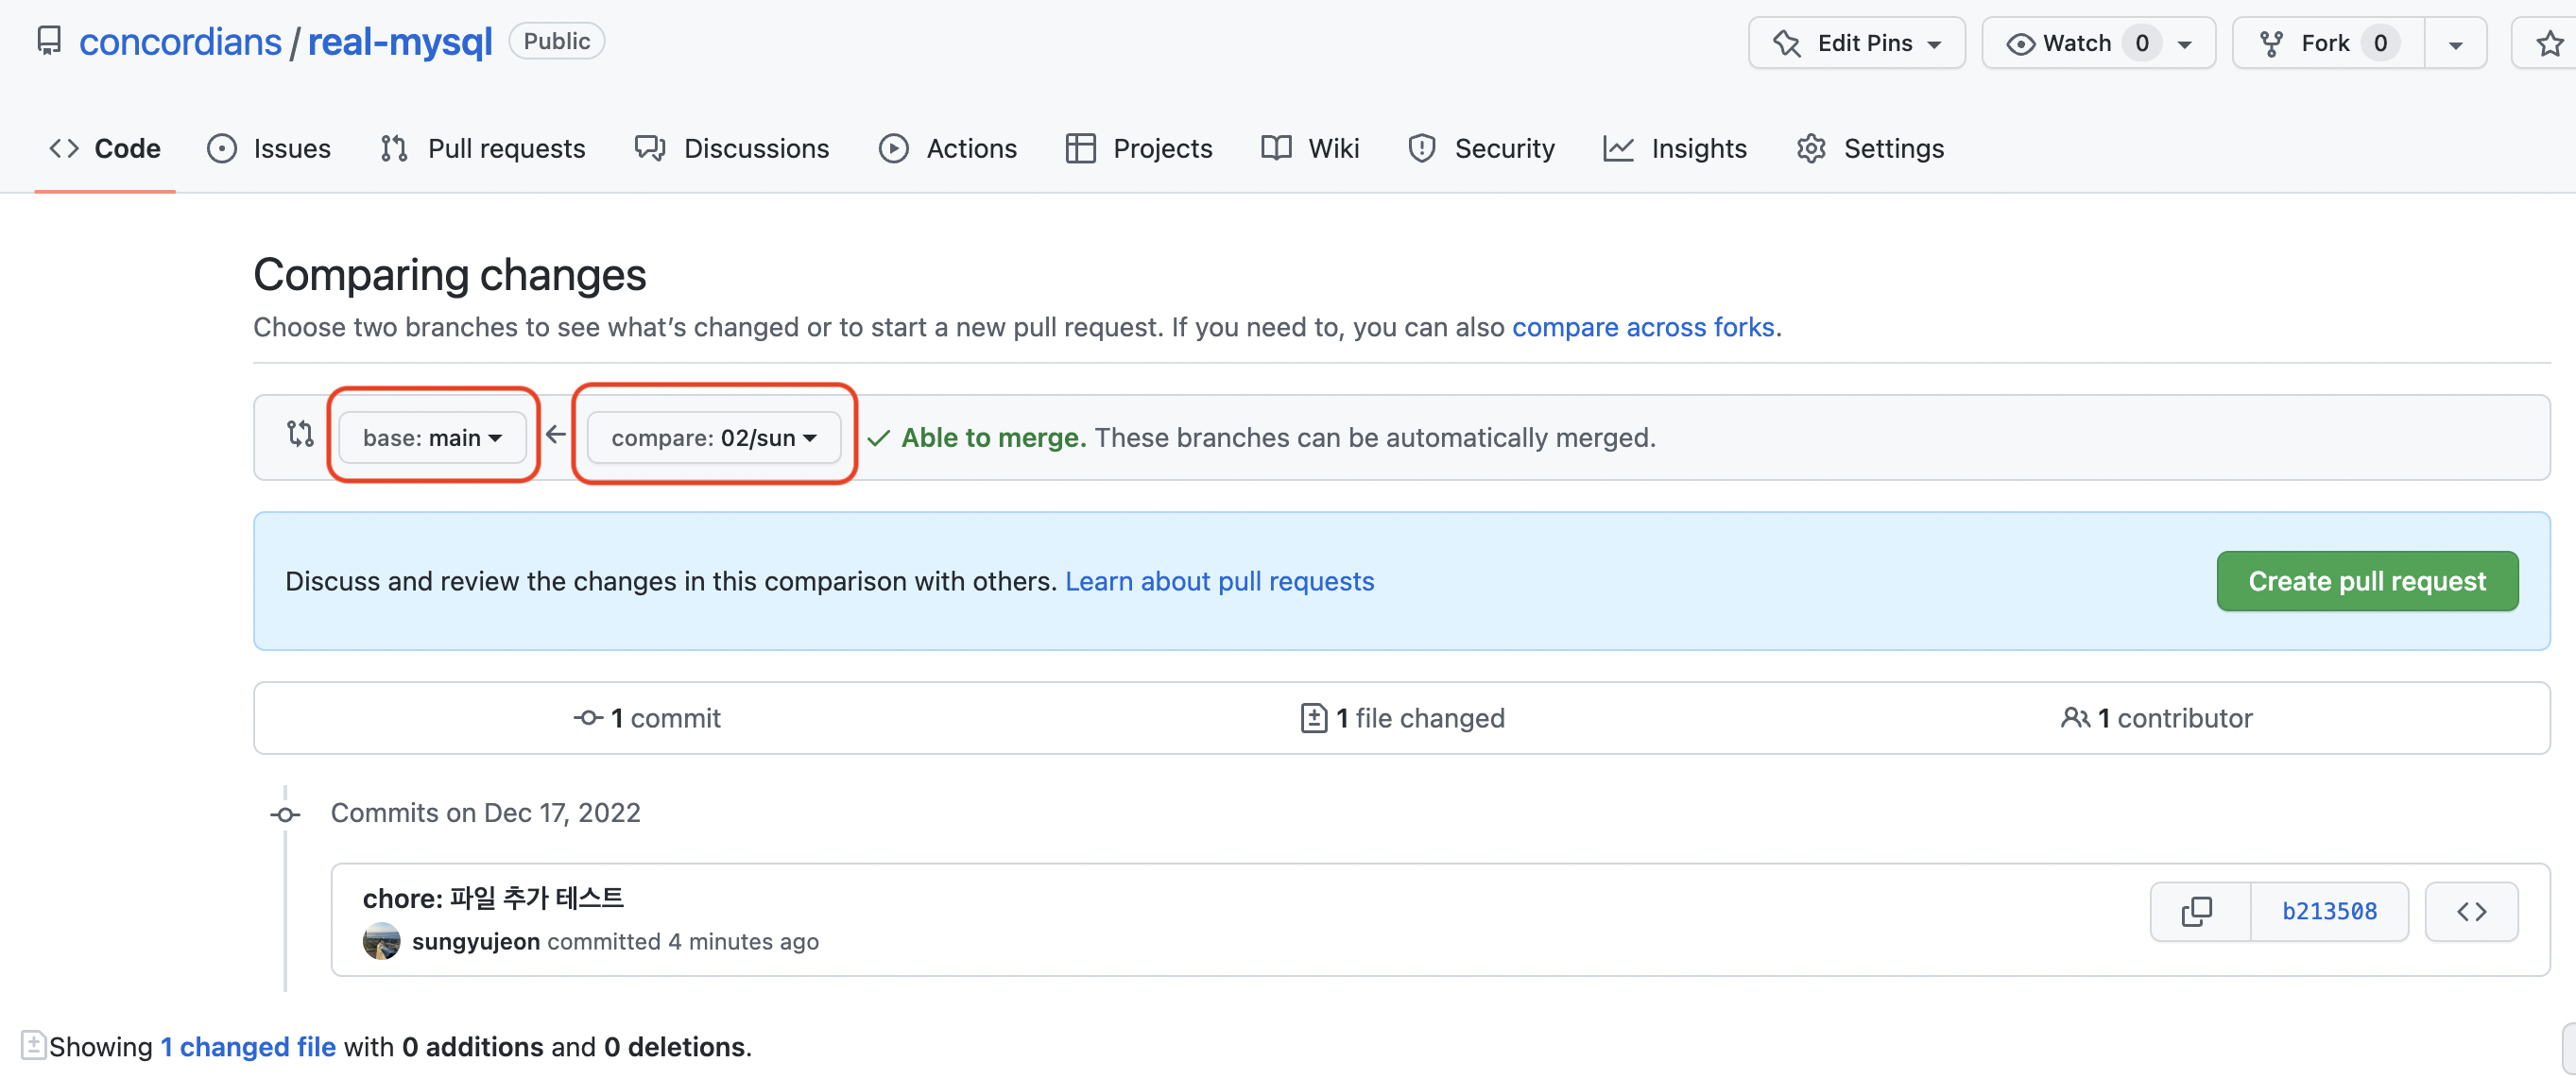 concordians / real-mysql Public
Edit Pins Watch 0 Fork 0
Code Issues Pull requests Discussions Actions Projects Wiki Security Insights Settings
Comparing changes
Choose two branches to see what's changed or to start a new pull request. If you need to, you can also compare across forks.
base: main compare: 02/sun Able to merge. These branches can be automatically merged.
Discuss and review the changes in this comparison with others. Learn about pull requests
Create pull request
1 commit 1 file changed 1 contributor
Commits on Dec 17, 2022
chore: 파일 추가 테스트
b213508
sungyujeon committed 4 minutes ago
Showing 1 changed file with 0 additions and 0 deletions.